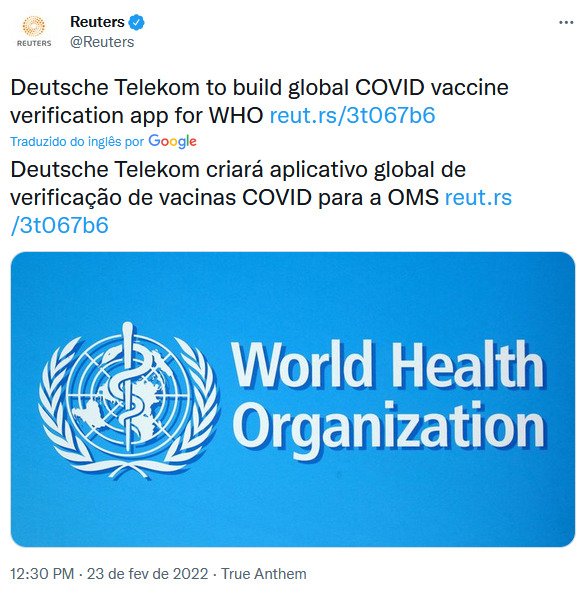 Reuters
@Reuters
REUTERS
Deutsche Telekom to build global COVID vaccine
verification app for WHO reut.rs/3t067b6
Traduzido do inglês por Google
Deutsche Telekom criará aplicativo global de
verificação de vacinas COVID para a OMS reut.rs
/3t067b6
World Health
Organization
12:30 PM · 23 de fev de 2022 · True Anthem